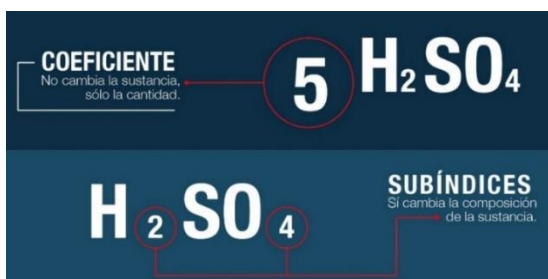 COEFICIENTE
No cambia la sustancia,
sólo la cantidad.
5 H₂SO₄
H₂SO₄
SUBÍNDICES
Sí cambia la composición
de la sustancia.